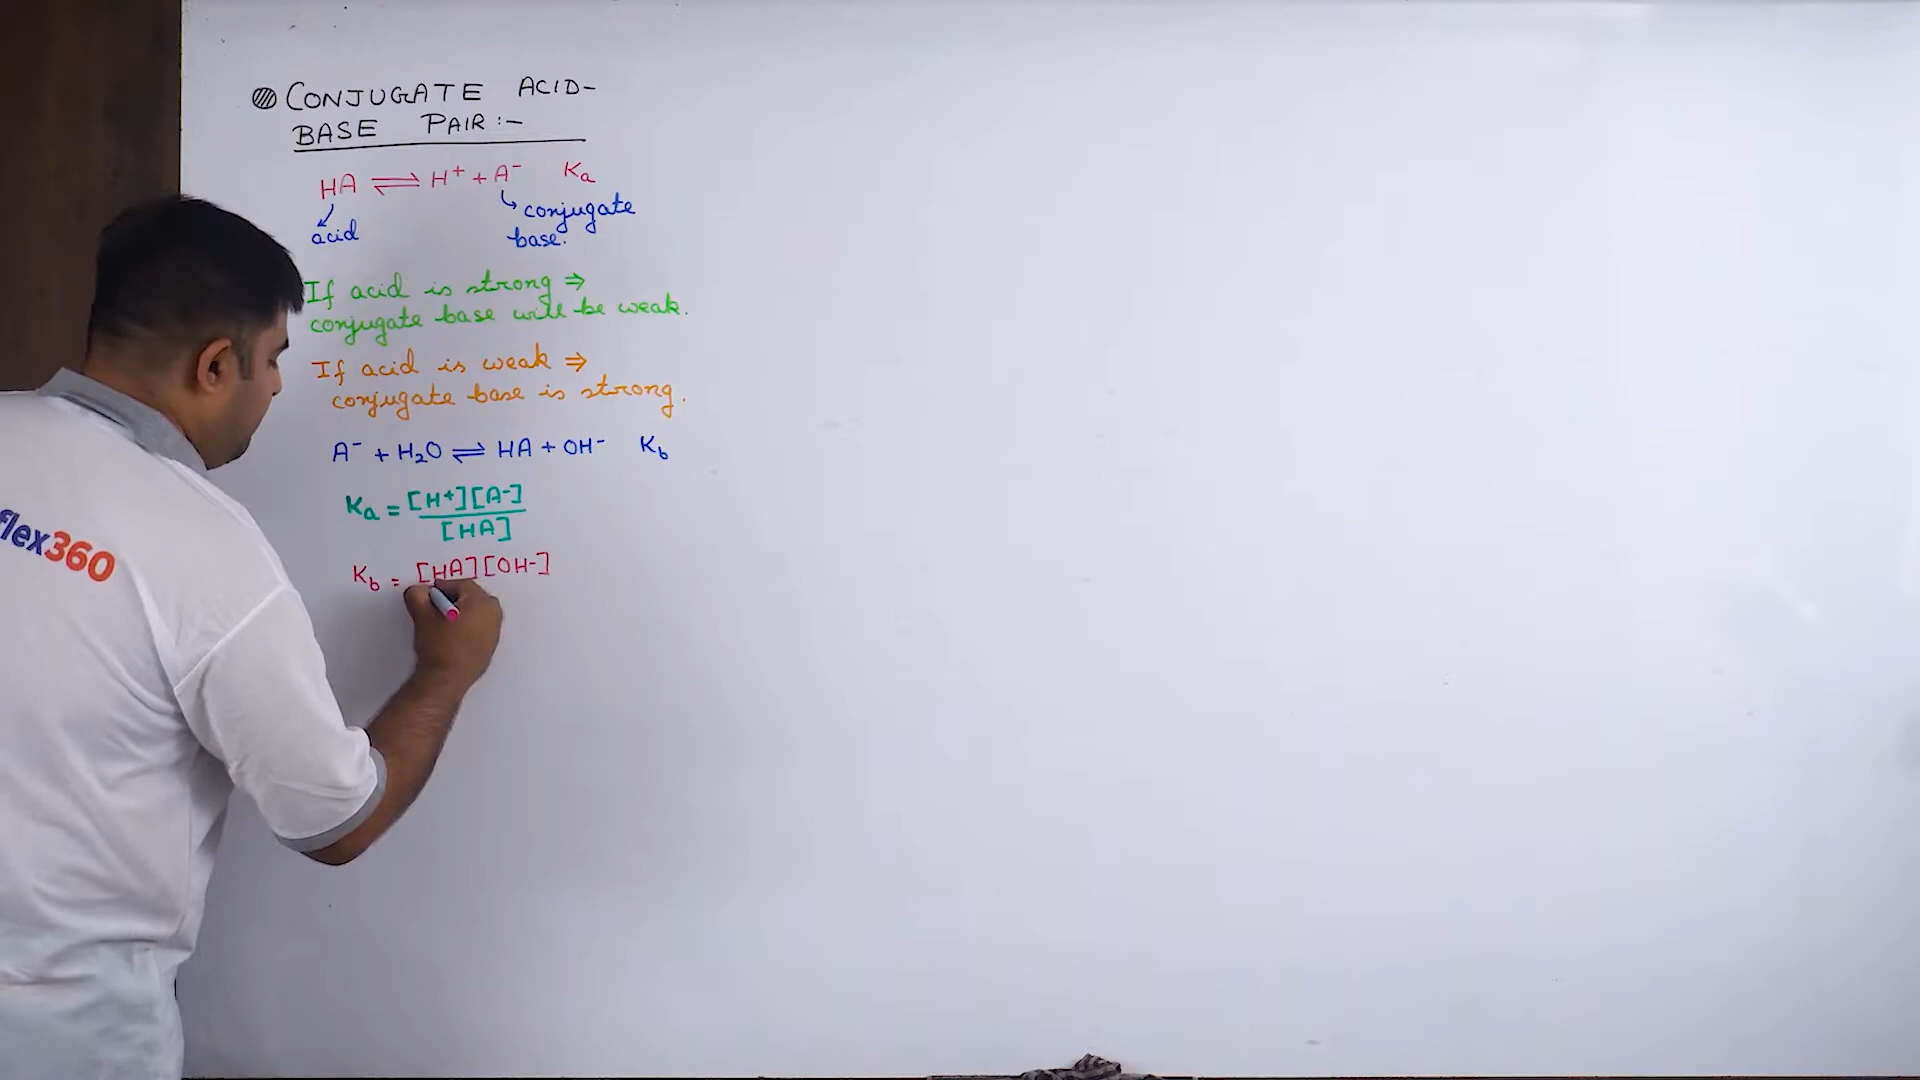 CONJUGATE ACID-
BASE PAIR :-
HA ⇌ H⁺ + A⁻ Ka
acid
conjugate
base.
If acid is strong ⇒
conjugate base will be weak.
If acid is weak ⇒
conjugate base is strong.
A⁻ + H₂O ⇌ HA + OH⁻ Kb
Ka = [H⁺][A⁻]
[HA]
Kb = [HA][OH⁻]
flex360